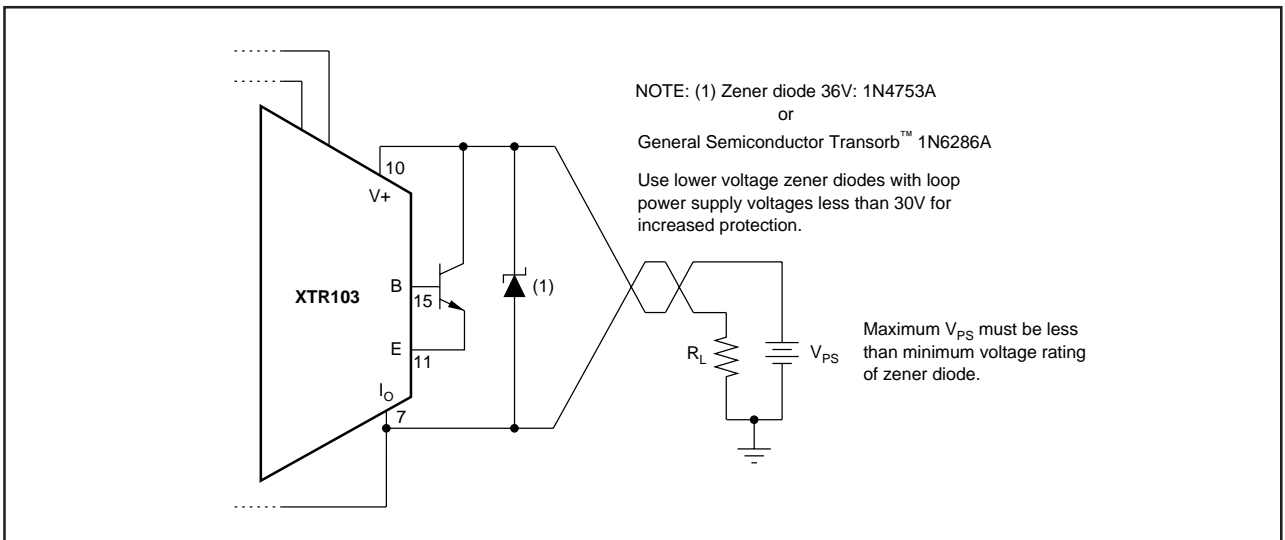 NOTE: (1) Zener diode 36V: 1N4753A
or
General Semiconductor Transorb™ 1N6286A
Use lower voltage zener diodes with loop
power supply voltages less than 30V for
increased protection.
10
V+
XTR103
B
15
(1)
E
11
I_O
7
R_L
V_PS
Maximum V_PS must be less
than minimum voltage rating
of zener diode.